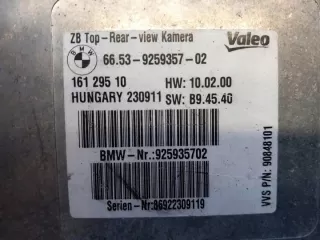 ZB Top-Rear-view Kamera
Valeo
BMW
66.53-9259357-02
161 295 10 HW: 10.02.00
HUNGARY 230911 SW: B9.45.40
BMW-Nr.:925935702
Serien-Nr:86922309119
VVS P/N: 90848101